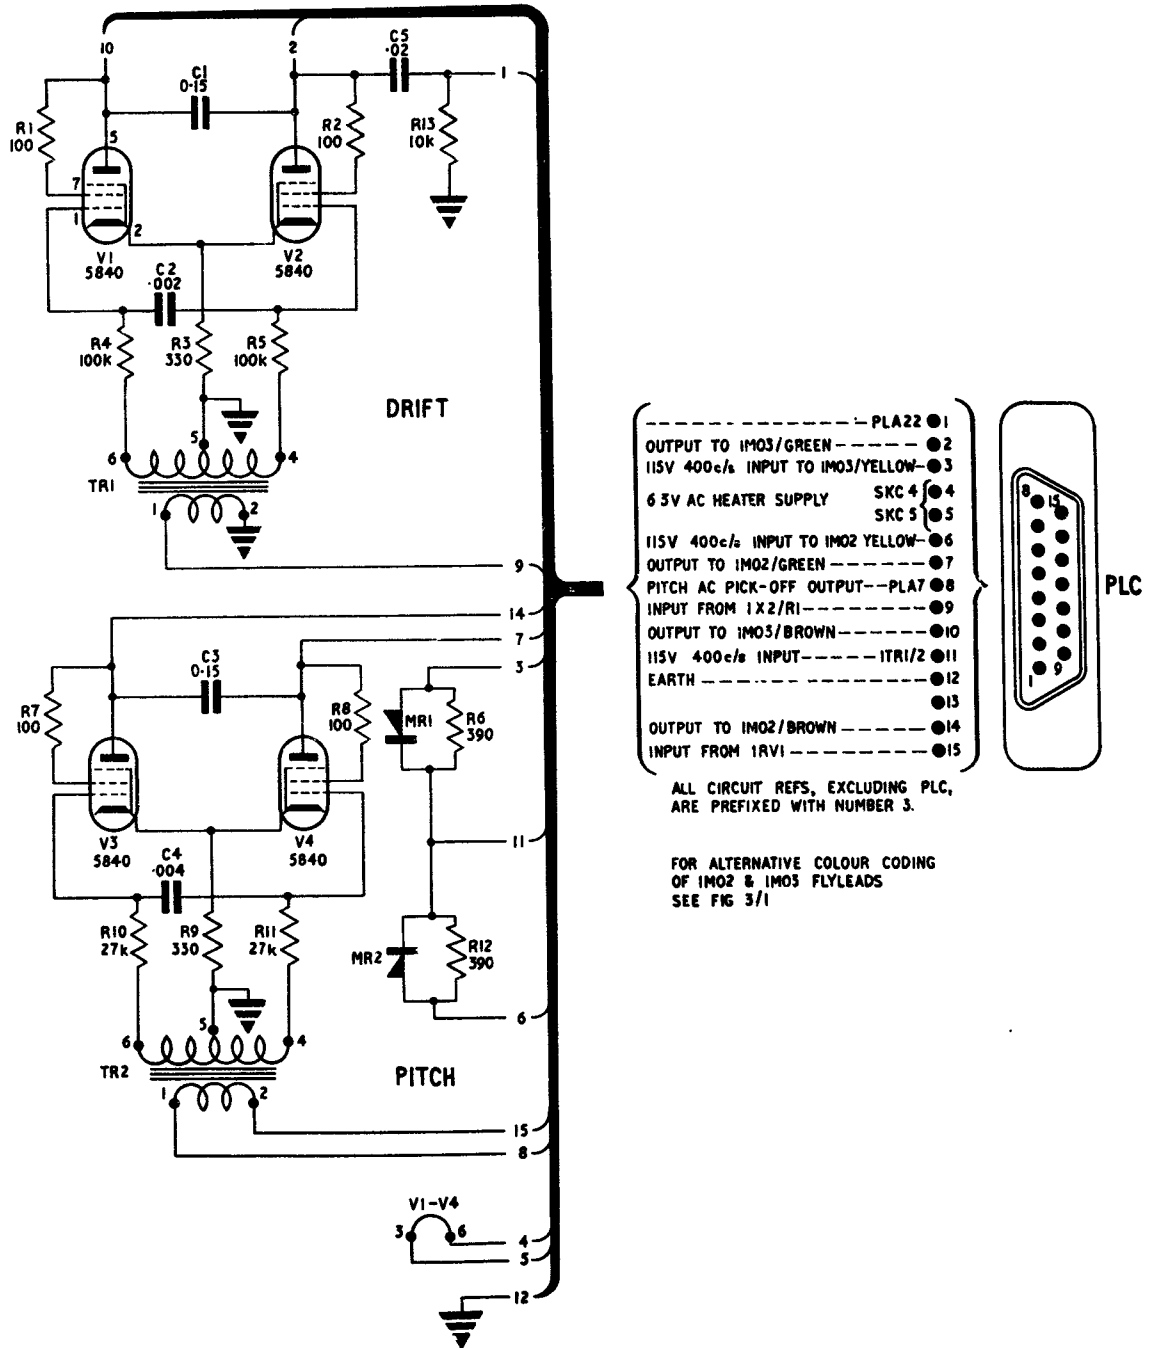 10
2
C5
.02
1
C1
0.15
R1
100
R2
100
R13
10k
5
7
1
2
V1
5840
V2
5840
C2
.002
R4
100k
R3
330
R5
100k
DRIFT
5
6
4
TR1
1
2
9
14
7
3
C3
0.15
R7
100
R8
100
MR1
R6
390
V3
5840
V4
5840
11
C4
.004
R10
27k
R9
330
R11
27k
MR2
R12
390
6
5
6
4
TR2
1
2
PITCH
15
8
V1-V4
3
6
4
5
12
---------------- PLA22 1
OUTPUT TO 1MO3/GREEN ------ 2
115V 400c/s INPUT TO 1MO3/YELLOW- 3
6 3V AC HEATER SUPPLY
SKC 4 4
SKC 5 5
115V 400c/s INPUT TO 1MO2 YELLOW- 6
OUTPUT TO 1MO2/GREEN ------ 7
PITCH AC PICK-OFF OUTPUT--PLA7 8
INPUT FROM 1X2/R1--------- 9
OUTPUT TO 1MO3/BROWN------- 10
115V 400c/s INPUT-----1TR1/2 11
EARTH ---------------- 12
13
OUTPUT TO 1MO2/BROWN ------ 14
INPUT FROM 1RV1---------- 15
8
15
1
9
PLC
ALL CIRCUIT REFS, EXCLUDING PLC,
ARE PREFIXED WITH NUMBER 3.
FOR ALTERNATIVE COLOUR CODING
OF 1MO2 & 1MO3 FLYLEADS
SEE FIG 3/1